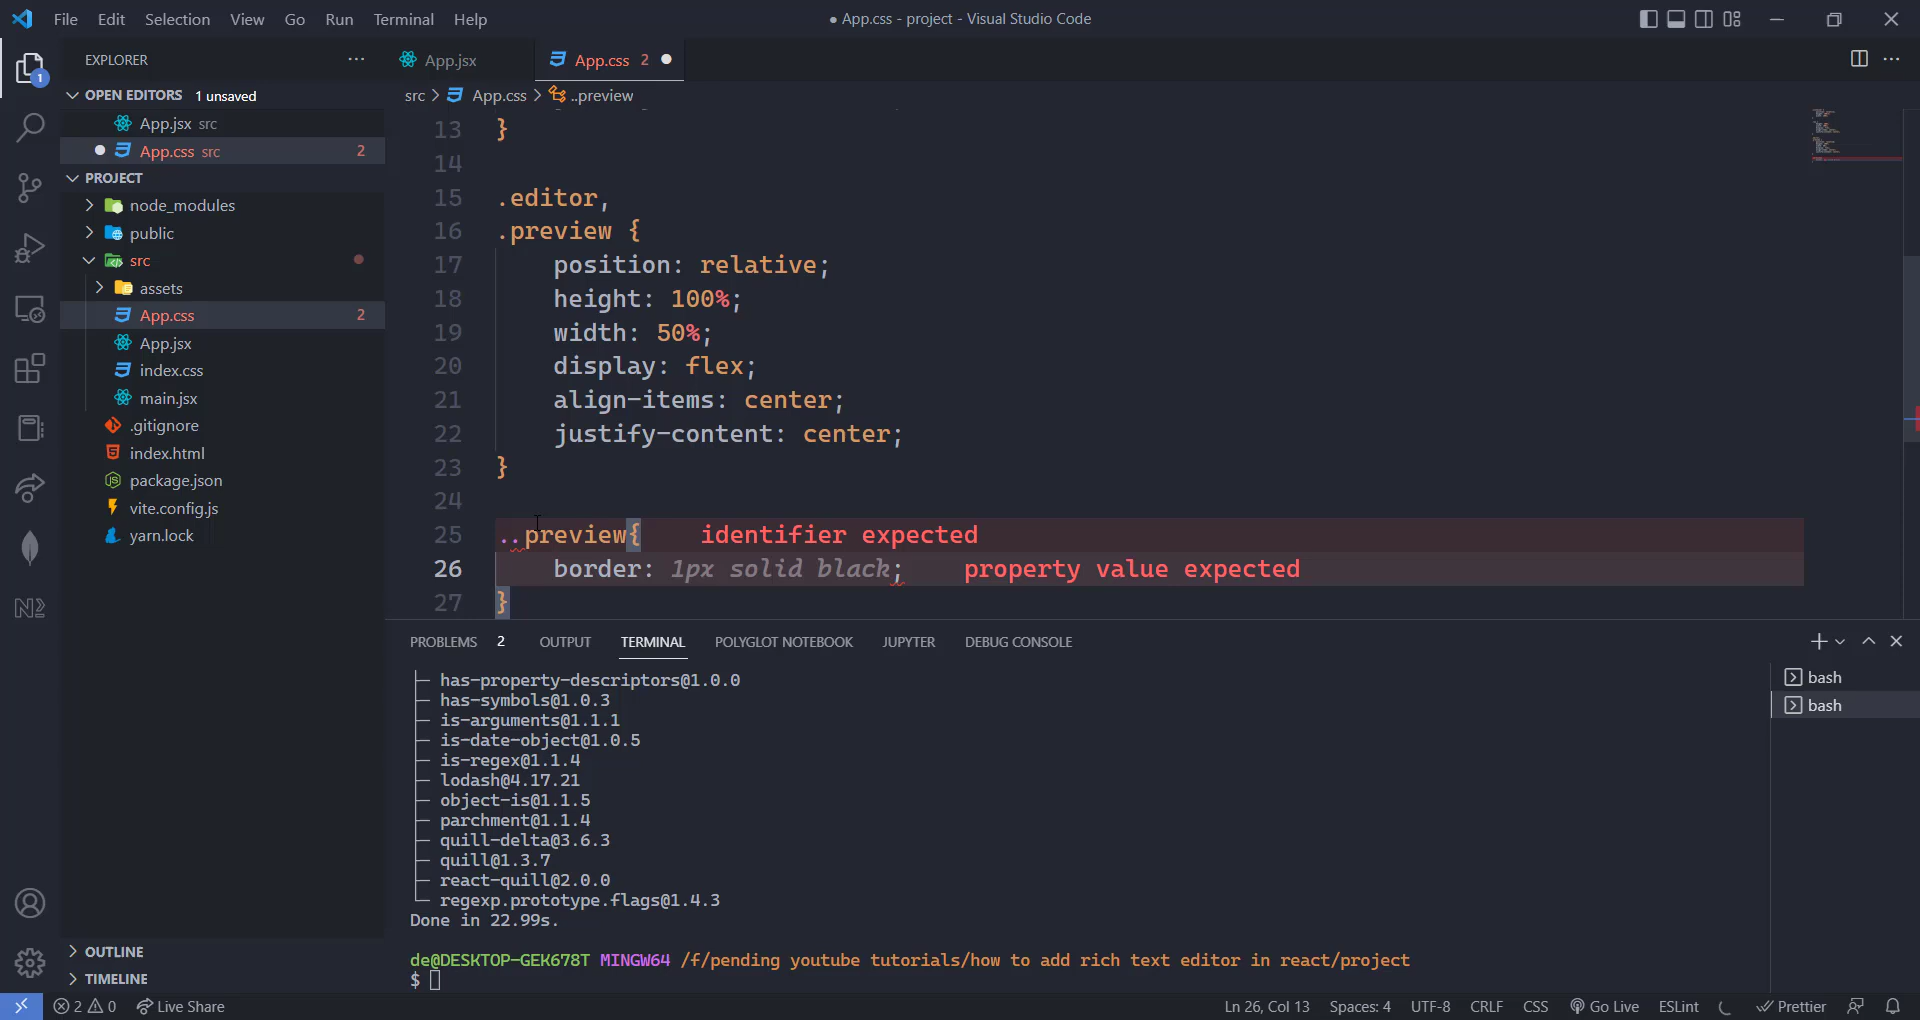 File Edit Selection View Go Run Terminal Help
● App.css - project - Visual Studio Code
EXPLORER
OPEN EDITORS 1 unsaved
App.jsx src
App.css src 2
PROJECT
node_modules
public
src
assets
App.css 2
App.jsx
index.css
main.jsx
.gitignore
index.html
package.json
vite.config.js
yarn.lock
OUTLINE
TIMELINE
1
App.jsx
App.css 2
src > App.css > ..preview
13 }
14
15 .editor,
16 .preview {
17 position: relative;
18 height: 100%;
19 width: 50%;
20 display: flex;
21 align-items: center;
22 justify-content: center;
23 }
24
25 ..preview{ identifier expected
26 border: 1px solid black; property value expected
27 }
PROBLEMS 2 OUTPUT TERMINAL POLYGLOT NOTEBOOK JUPYTER DEBUG CONSOLE
├─ has-property-descriptors@1.0.0
├─ has-symbols@1.0.3
├─ is-arguments@1.1.1
├─ is-date-object@1.0.5
├─ is-regex@1.1.4
├─ lodash@4.17.21
├─ object-is@1.1.5
├─ parchment@1.1.4
├─ quill-delta@3.6.3
├─ quill@1.3.7
├─ react-quill@2.0.0
└─ regexp.prototype.flags@1.4.3
Done in 22.99s.
de@DESKTOP-GEK678T MINGW64 /f/pending youtube tutorials/how to add rich text editor in react/project
$
bash
bash
2 0 Live Share
Ln 26, Col 13 Spaces: 4 UTF-8 CRLF CSS Go Live ESLint Prettier